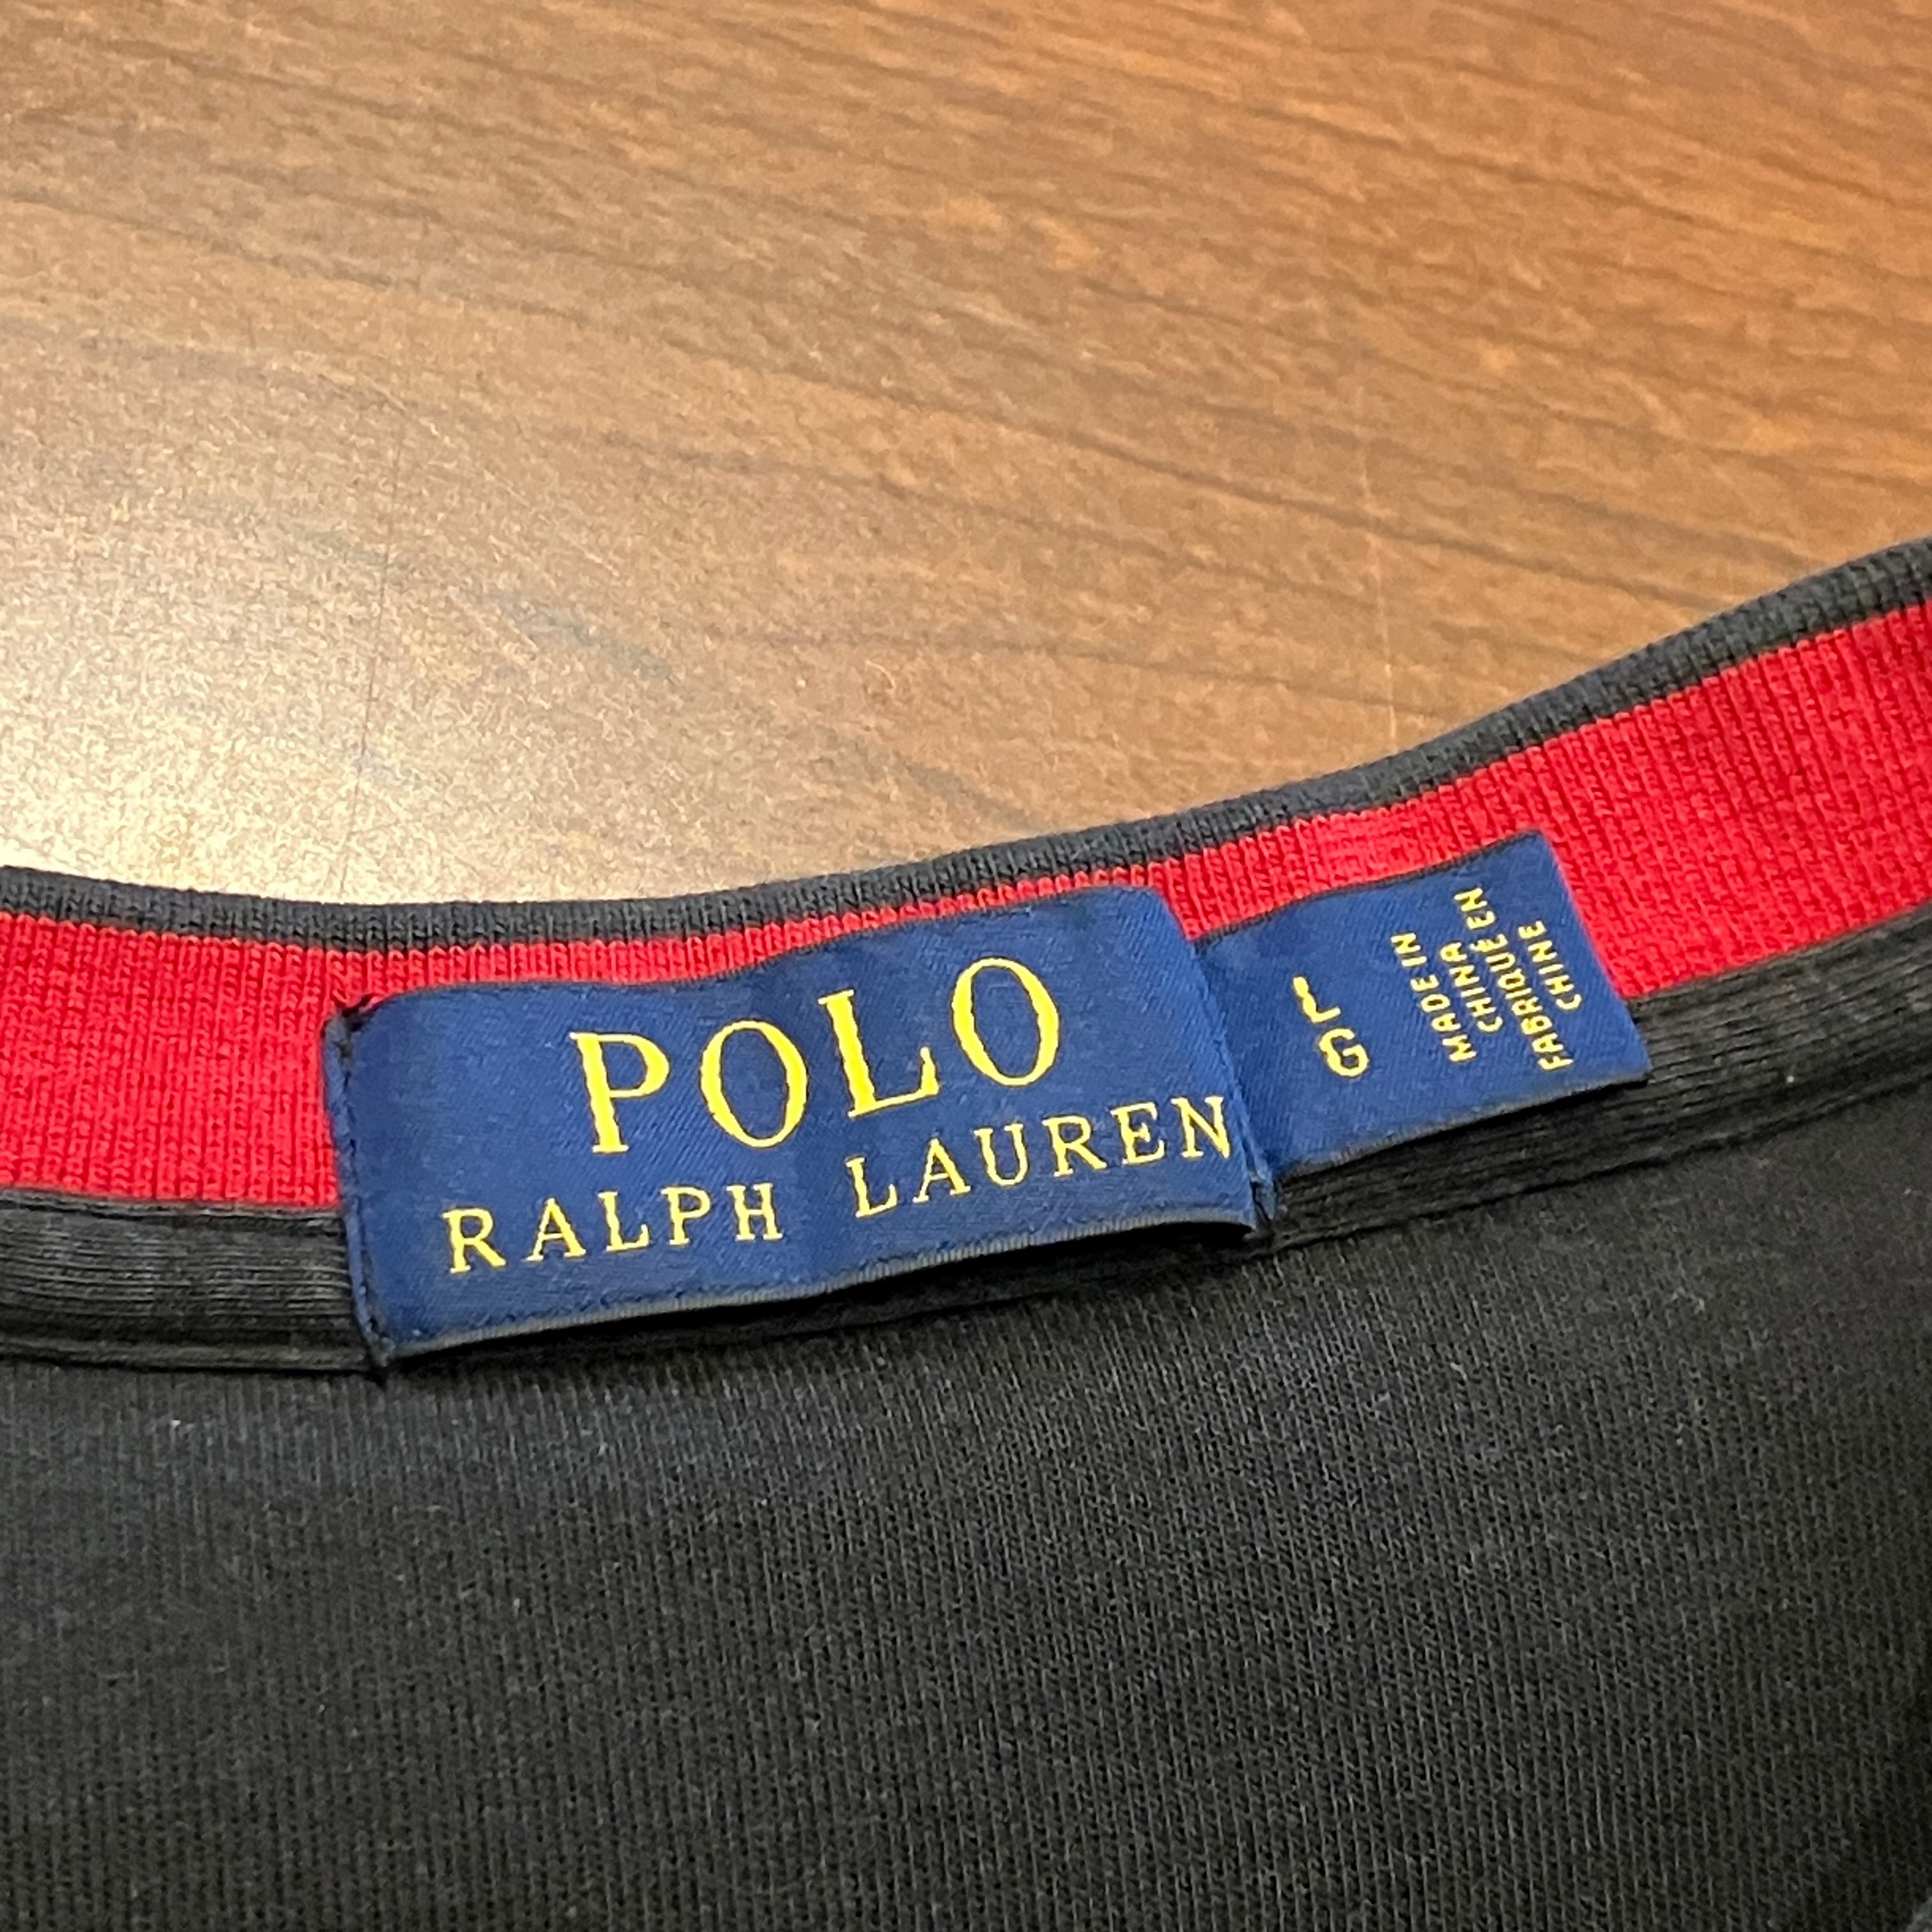 POLO
RALPH LAUREN
L
G
MADE IN
CHINA
FABRIQUÉ EN
CHINE